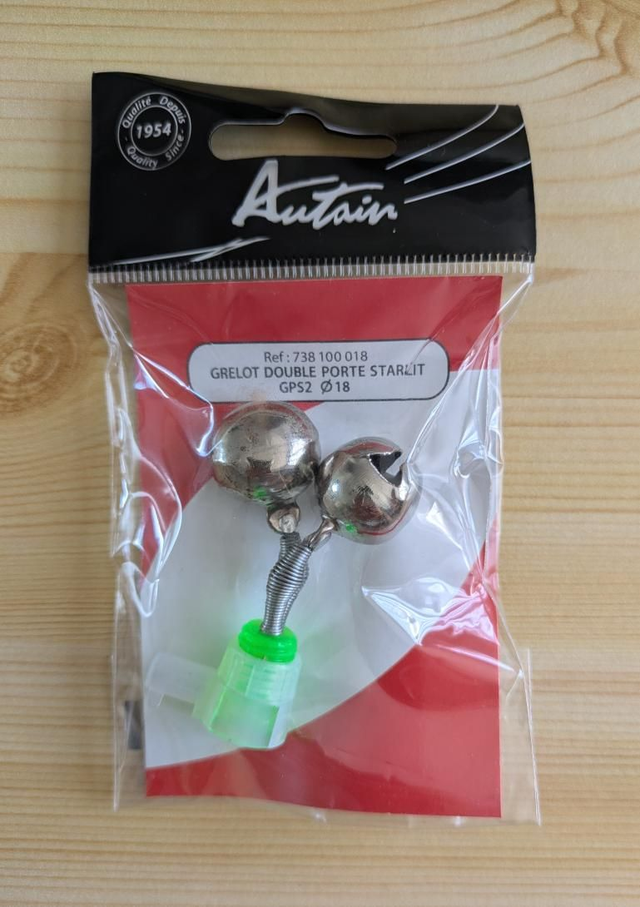 Qualité Depuis
1954
Quality Since
Autain
Ref : 738 100 018
GRELOT DOUBLE PORTE STARLIT
GPS2 Ø18